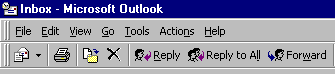 Inbox - Microsoft Outlook
File Edit View Go Tools Actions Help
Reply Reply to All Forward